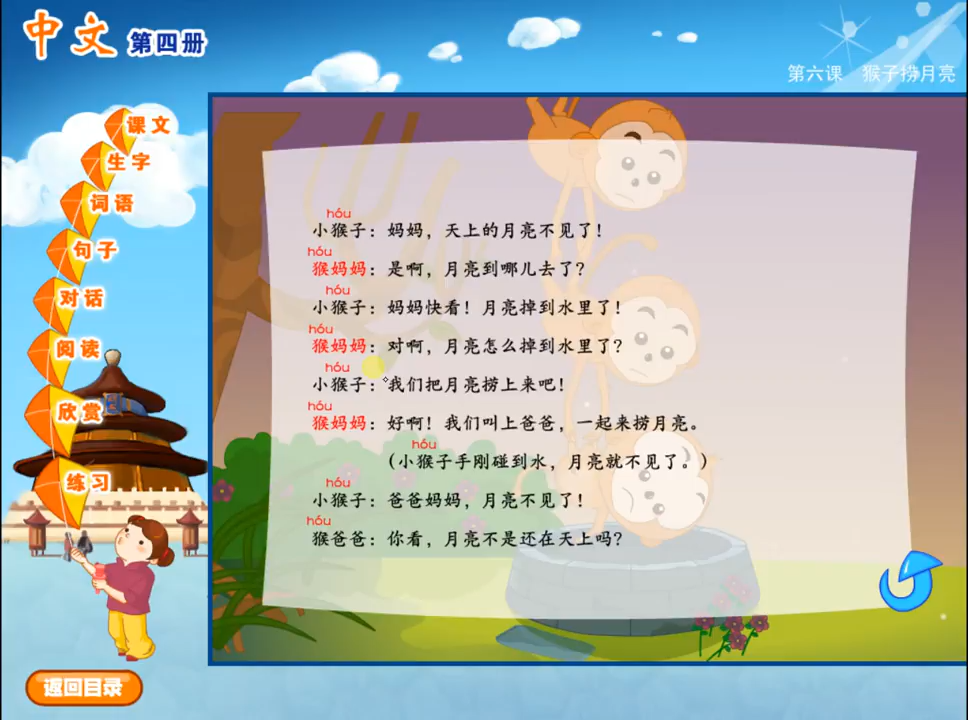 中文 第四册
第六课 猴子捞月亮
课文
生字
词语
句子
对话
阅读
欣赏
练习
返回目录
hóu
小猴子：妈妈，天上的月亮不见了！
hóu
猴妈妈：是啊，月亮到哪儿去了？
hóu
小猴子：妈妈快看！月亮掉到水里了！
hóu
猴妈妈：对啊，月亮怎么掉到水里了？
hóu
小猴子：我们把月亮捞上来吧！
hóu
猴妈妈：好啊！我们叫上爸爸，一起来捞月亮。
hóu
（小猴子手刚碰到水，月亮就不见了。）
hóu
小猴子：爸爸妈妈，月亮不见了！
hóu
猴爸爸：你看，月亮不是还在天上吗？